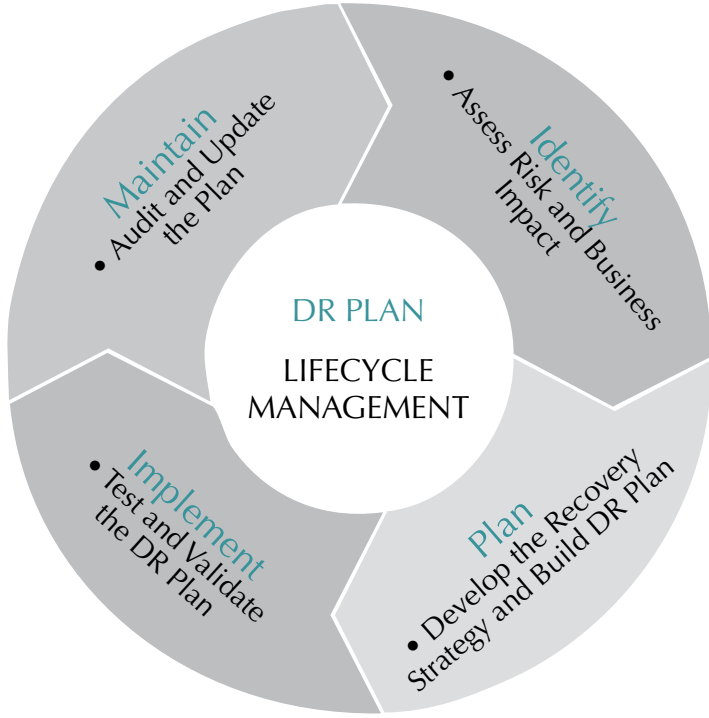 DR PLAN
LIFECYCLE
MANAGEMENT
Identify
• Assess Risk and Business
Impact
Plan
• Develop the Recovery
Strategy and Build DR Plan
Implement
• Test and Validate
the DR Plan
Maintain
• Audit and Update
the Plan